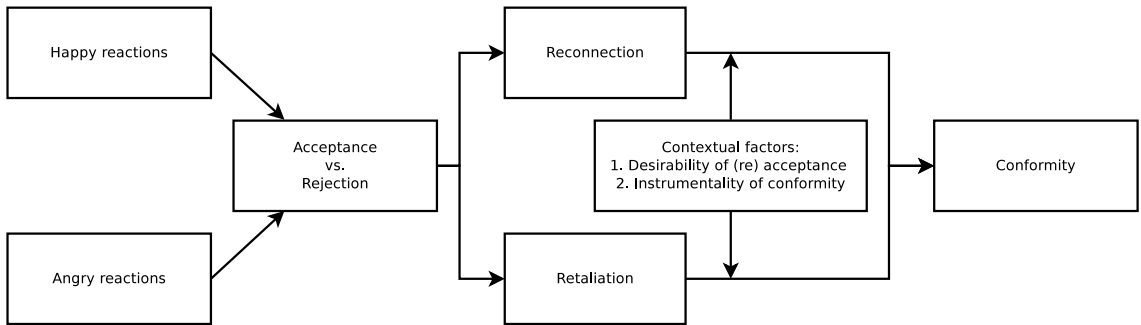 Happy reactions
Angry reactions
Acceptance
vs.
Rejection
Reconnection
Retaliation
Contextual factors:
1. Desirability of (re) acceptance
2. Instrumentality of conformity
Conformity